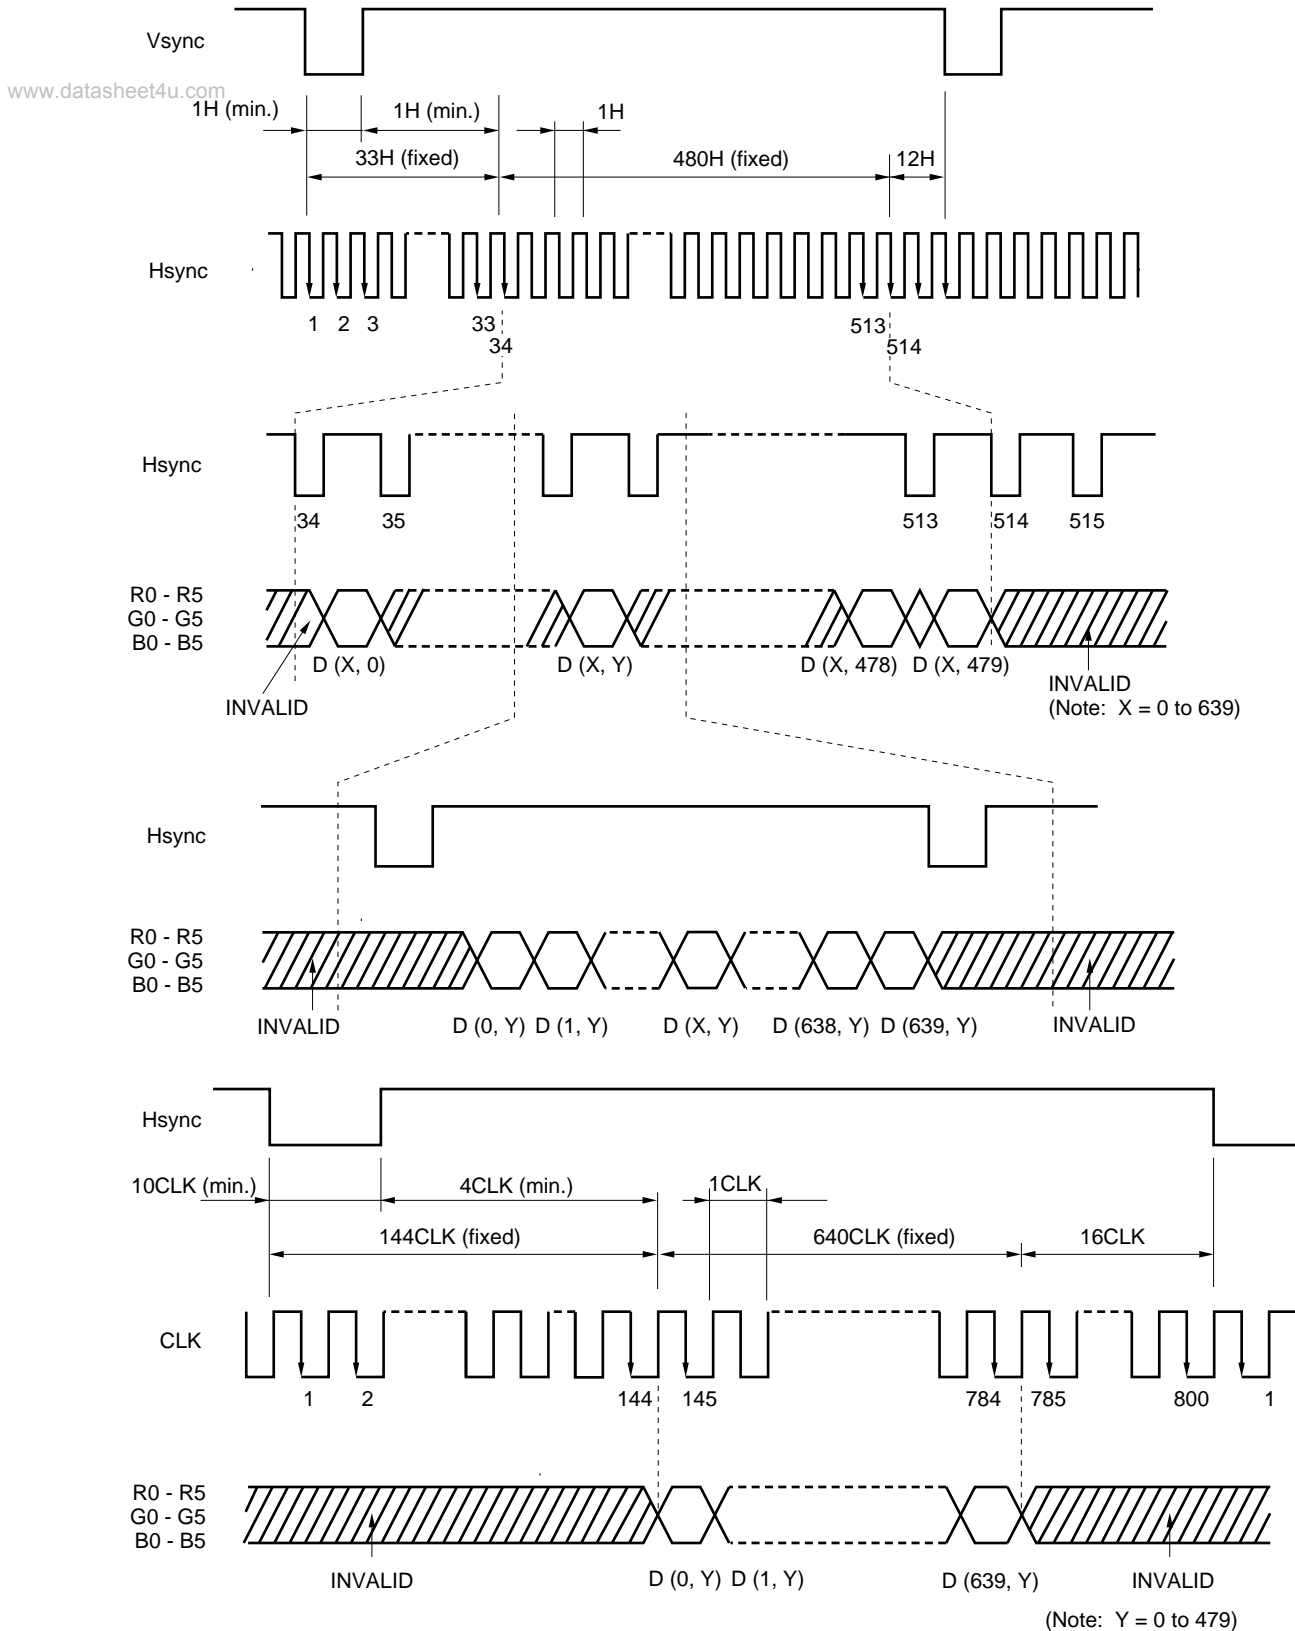 Vsync
www.datasheet4u.com
1H (min.) 1H (min.) 1H
33H (fixed) 480H (fixed) 12H
Hsync
1 2 3 33 34 513 514
Hsync
34 35 513 514 515
R0 - R5
G0 - G5
B0 - B5
D (X, 0) D (X, Y) D (X, 478) D (X, 479)
INVALID
INVALID
(Note: X = 0 to 639)
Hsync
R0 - R5
G0 - G5
B0 - B5
INVALID D (0, Y) D (1, Y) D (X, Y) D (638, Y) D (639, Y) INVALID
Hsync
10CLK (min.) 4CLK (min.) 1CLK
144CLK (fixed) 640CLK (fixed) 16CLK
CLK
1 2 144 145 784 785 800 1
R0 - R5
G0 - G5
B0 - B5
INVALID D (0, Y) D (1, Y) D (639, Y) INVALID
(Note: Y = 0 to 479)